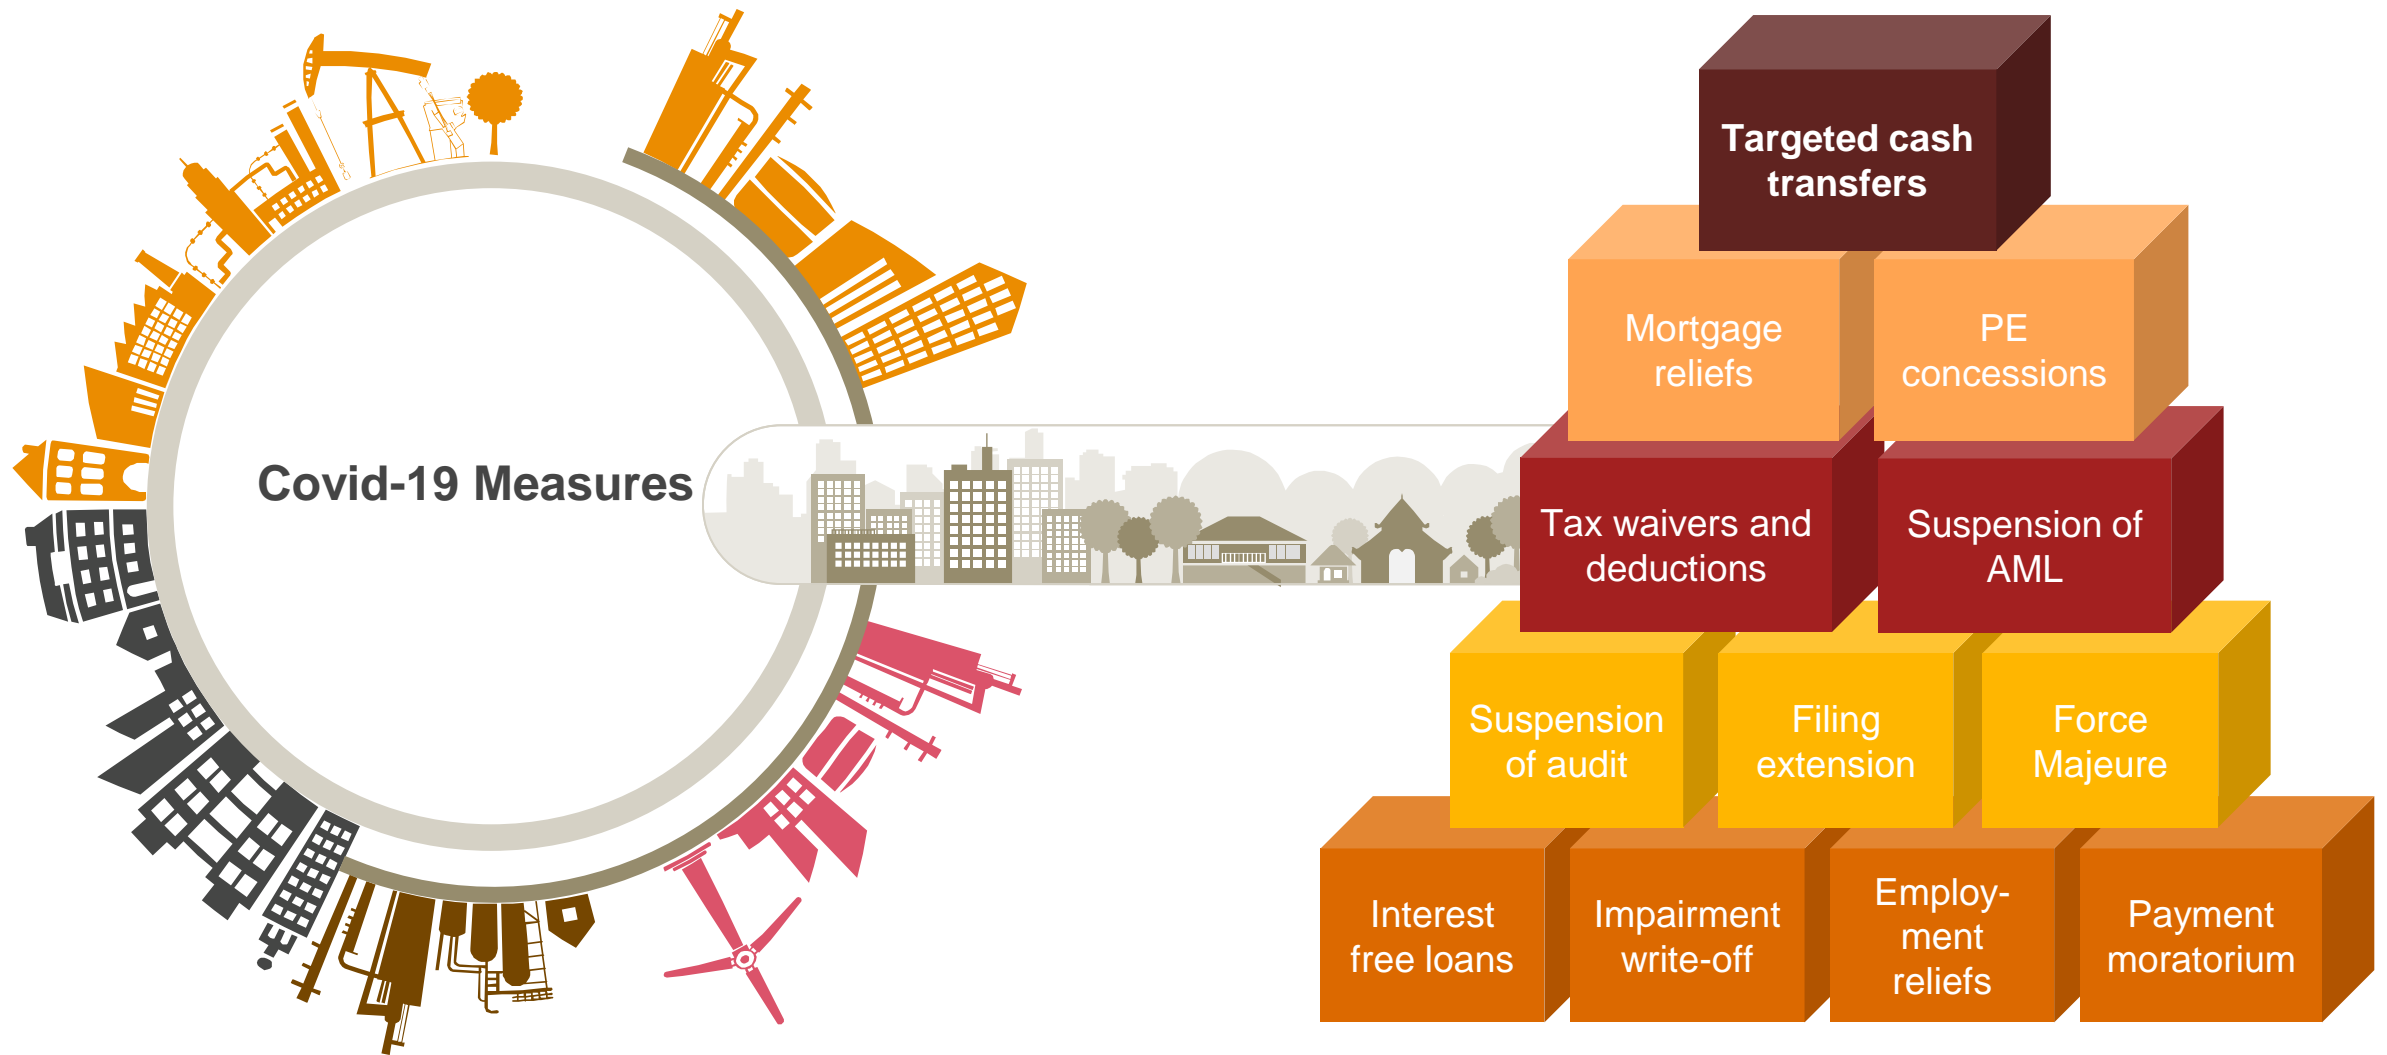 Covid-19 Measures
Targeted cash
transfers
Mortgage
reliefs
PE
concessions
Tax waivers and
deductions
Suspension of
AML
Suspension
of audit
Filing
extension
Force
Majeure
Interest
free loans
Impairment
write-off
Employ-
ment
reliefs
Payment
moratorium